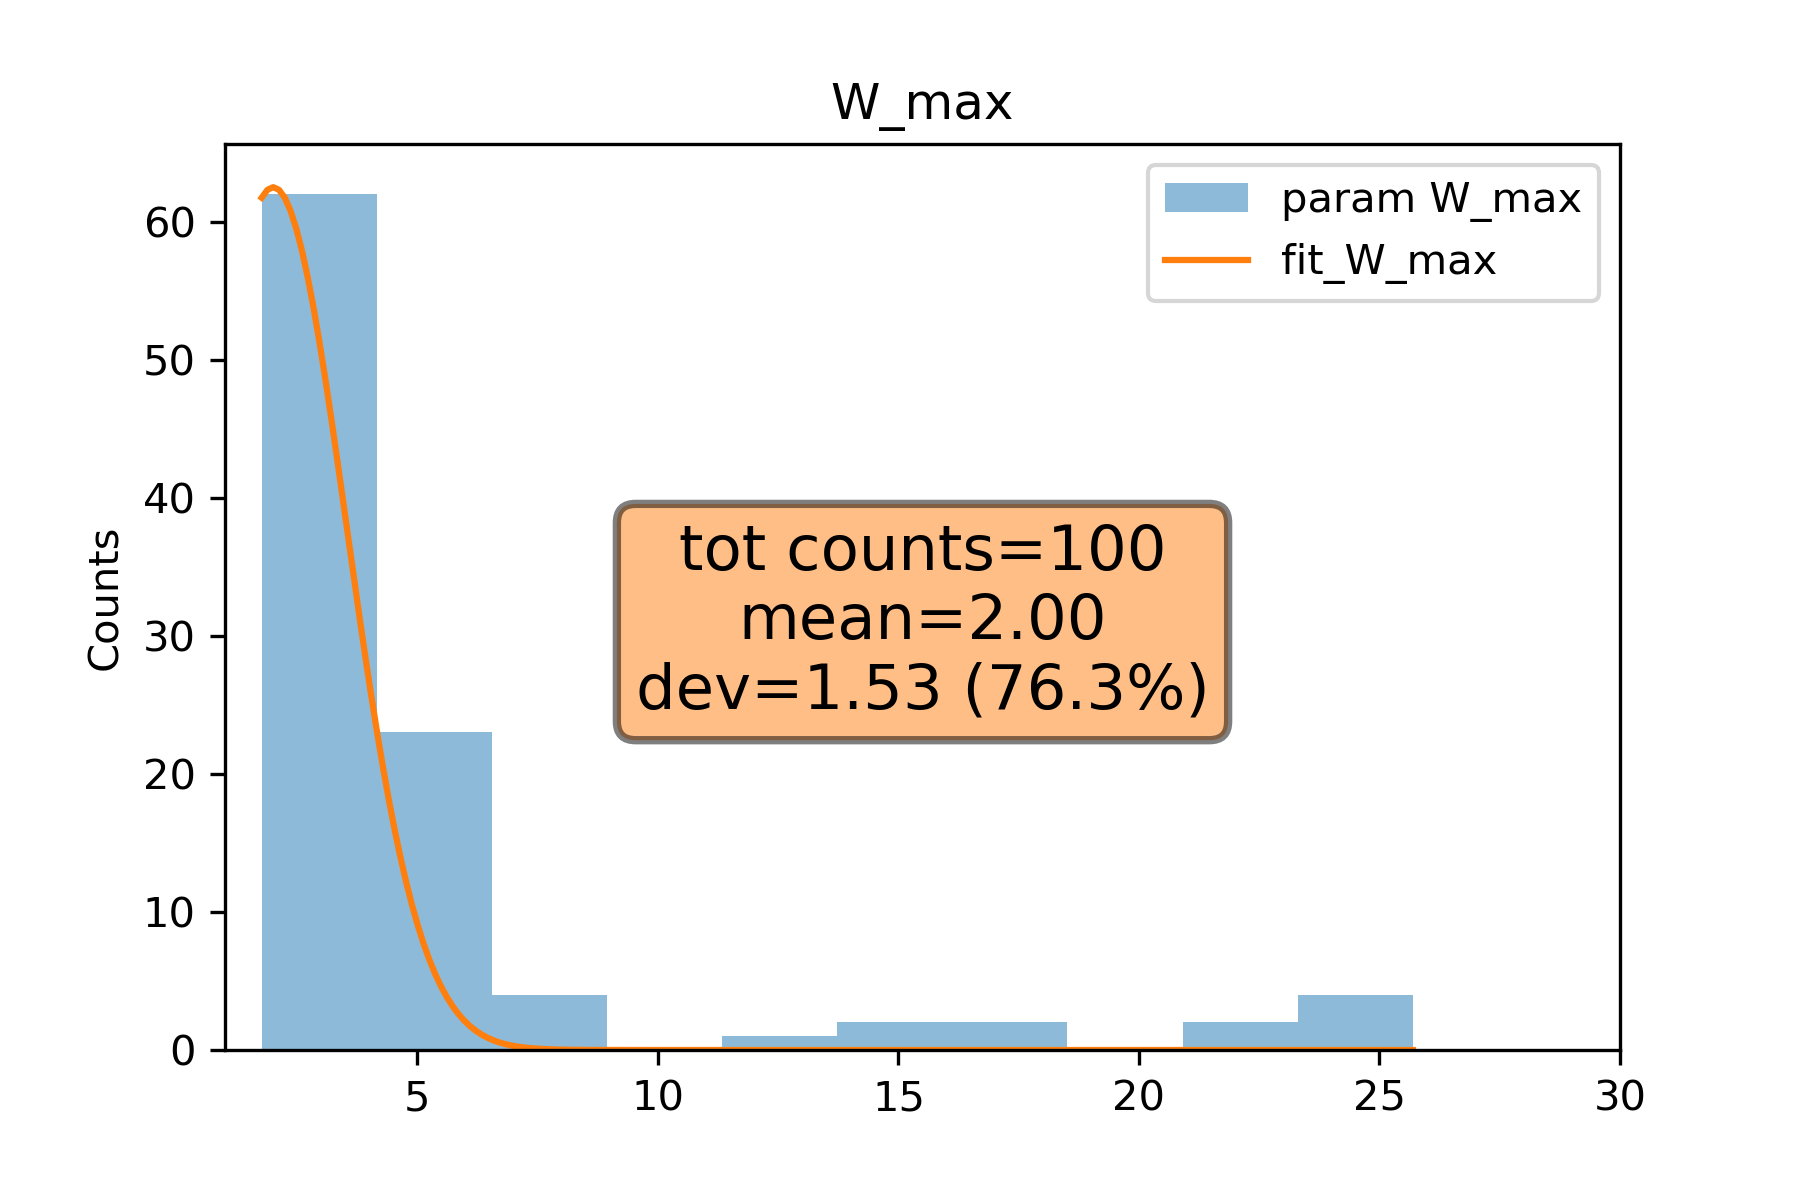 W_max
param W_max
fit_W_max
60
50
40
30
20
10
0
Counts
tot counts=100
mean=2.00
dev=1.53 (76.3%)
5 10 15 20 25 30